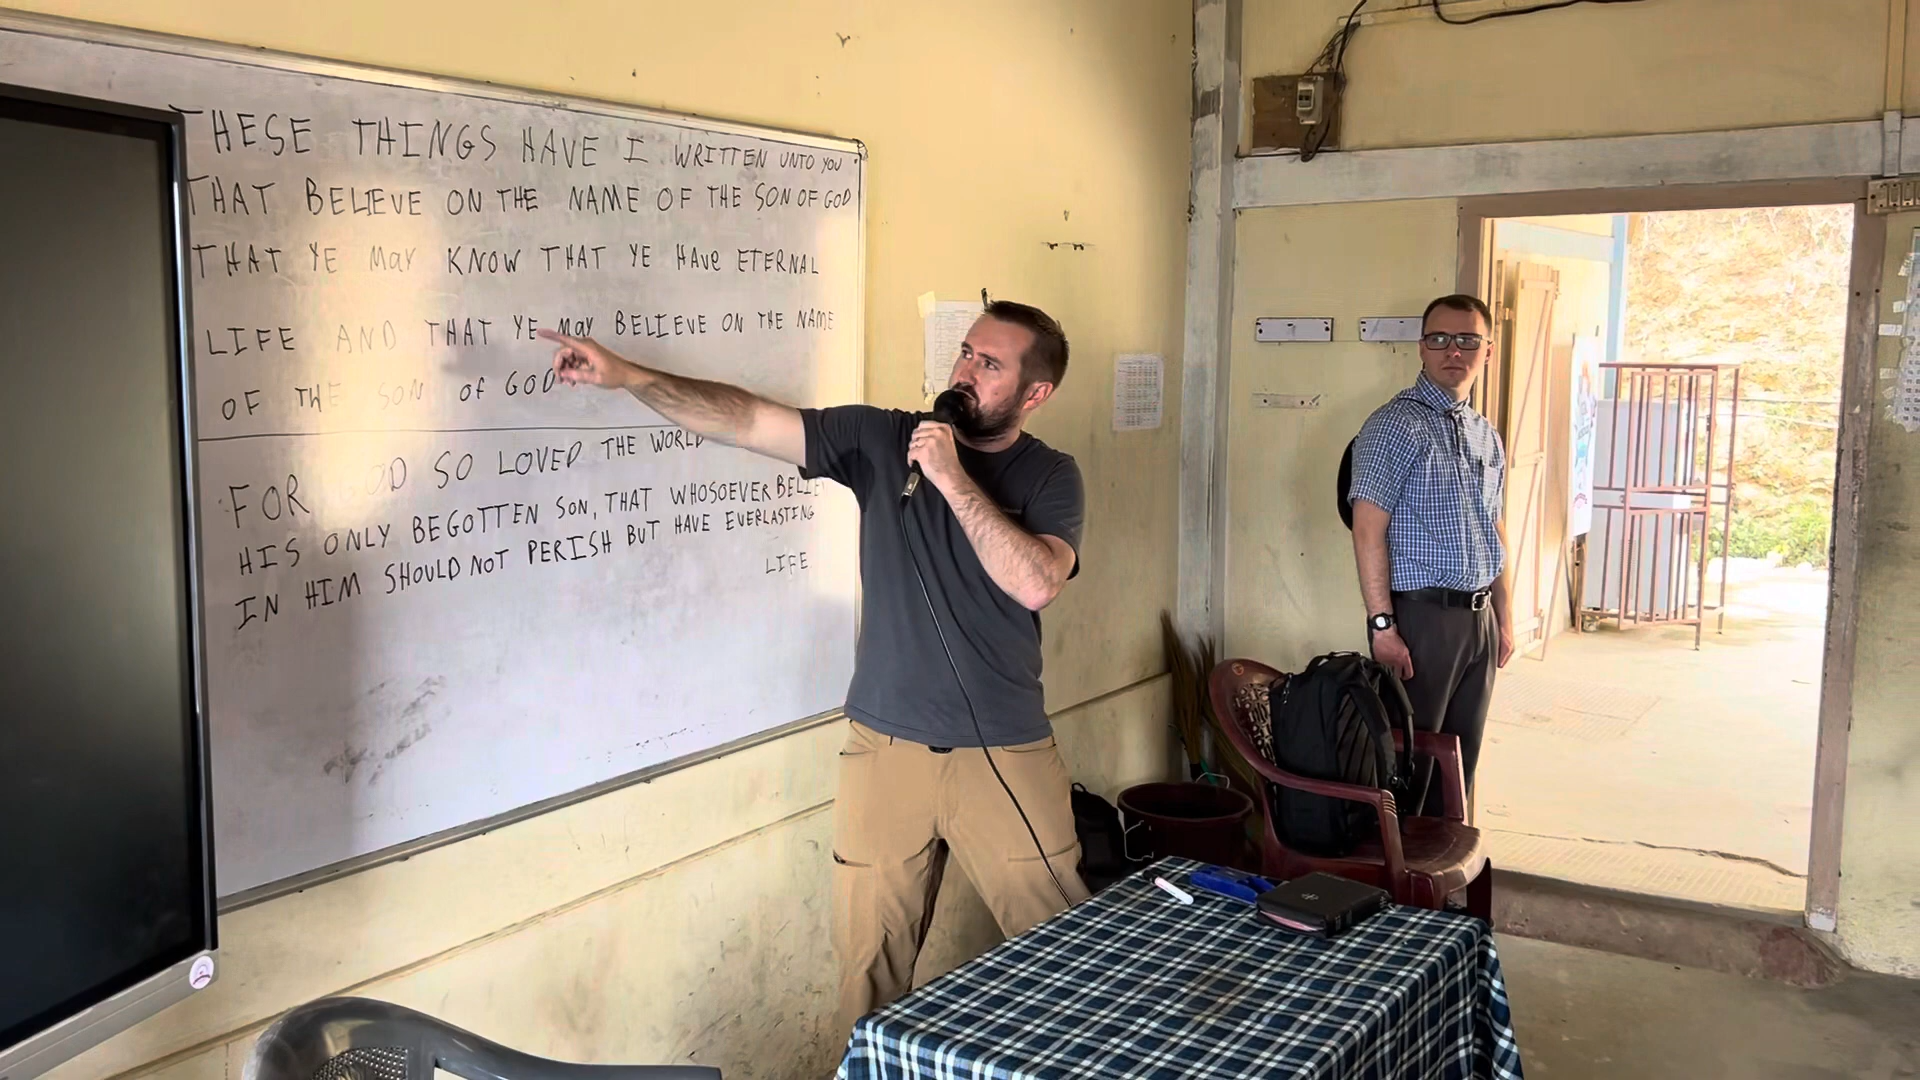 THESE THINGS HAVE I WRITTEN UNTO YOU
THAT BELIEVE ON THE NAME OF THE SON OF GOD
THAT YE MAY KNOW THAT YE HAVe ETERNAL
LIFE AND THAT YE MAY BELIEVE ON THE NAME
OF THE SON of GOD
FOR GOD SO LOVED THE WORLD
HIS ONLY BEGOTTEN SON, THAT WHOSOEVER BELIE
IN HIM SHOULD NOT PERISH BUT HAVE EVERLASTING
LIFE